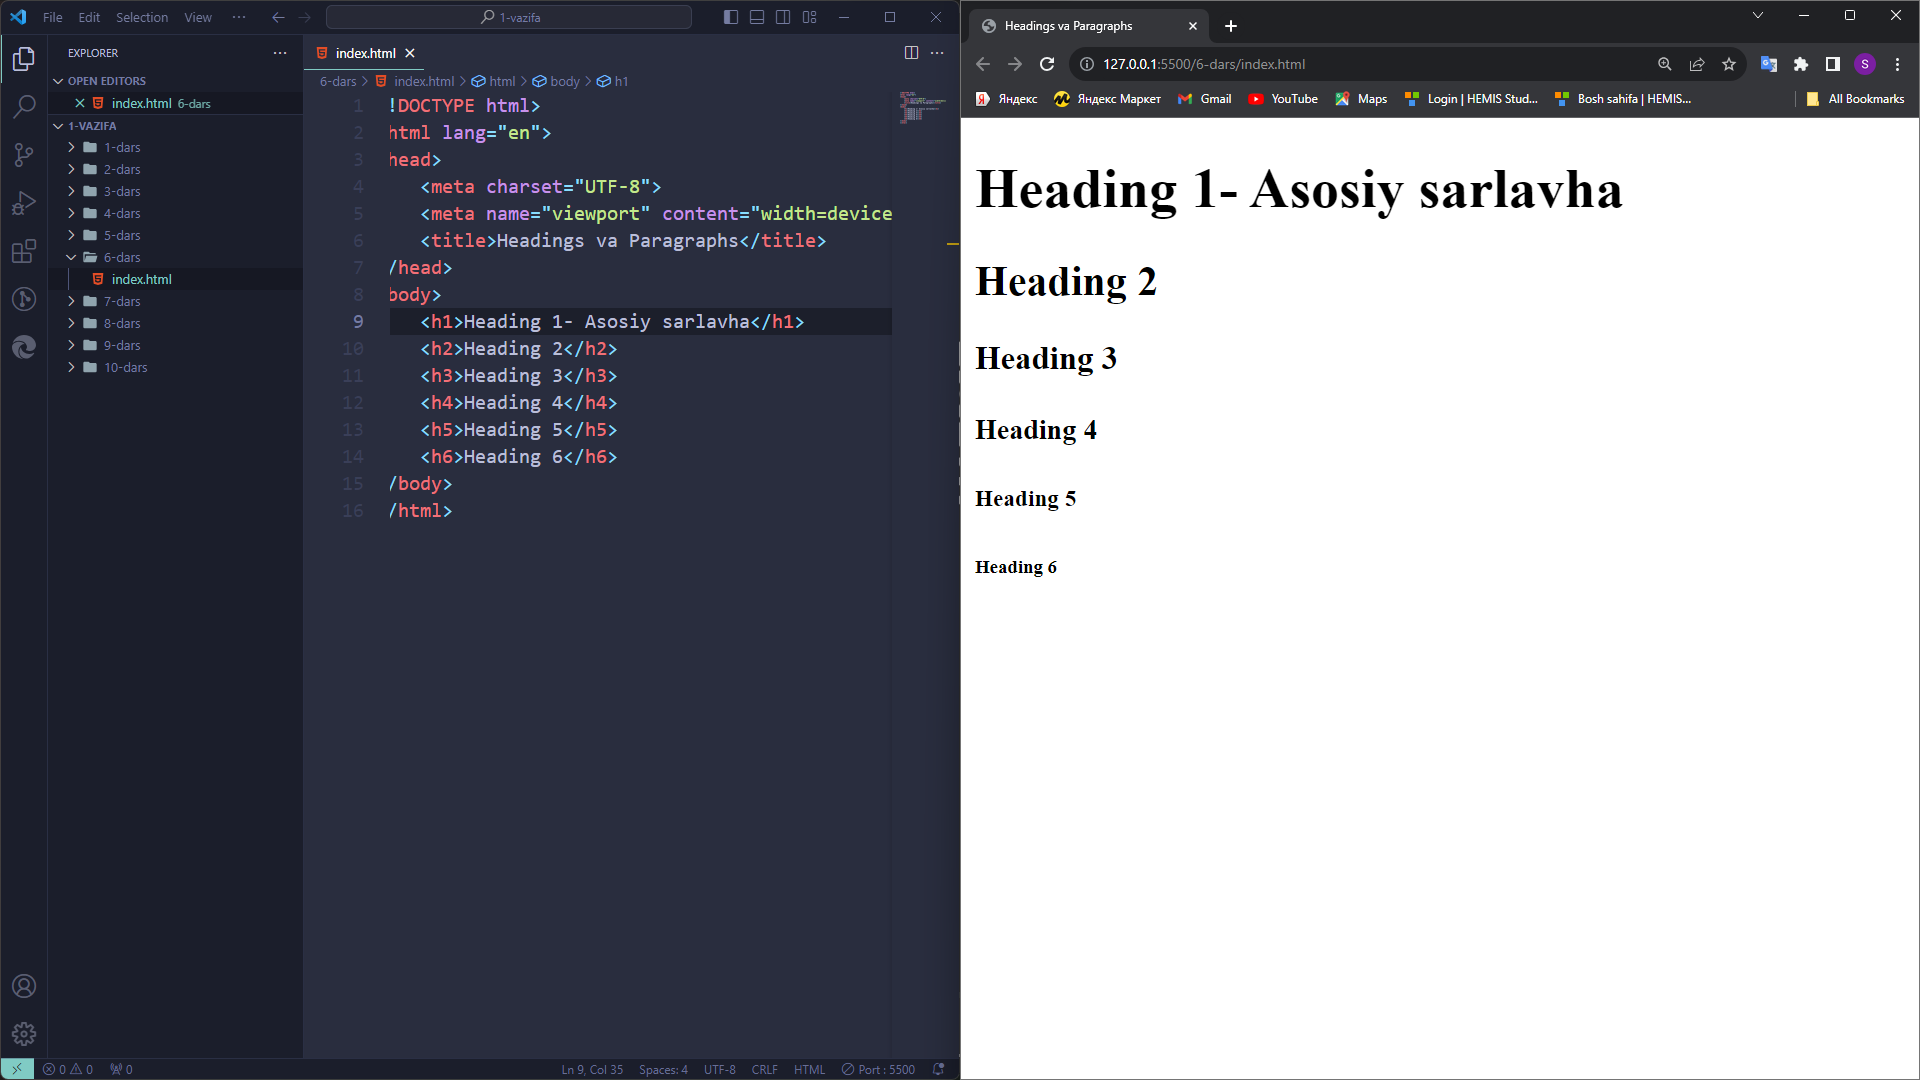 File Edit Selection View ··· 1-vazifa
EXPLORER ···
OPEN EDITORS
index.html 6-dars
1-VAZIFA
1-dars
2-dars
3-dars
4-dars
5-dars
6-dars
index.html
7-dars
8-dars
9-dars
10-dars
index.html
6-dars > index.html > html > body > h1
1 !DOCTYPE html>
2 html lang="en">
3 head>
4 <meta charset="UTF-8">
5 <meta name="viewport" content="width=device
6 <title>Headings va Paragraphs</title>
7 /head>
8 body>
9 <h1>Heading 1- Asosiy sarlavha</h1>
10 <h2>Heading 2</h2>
11 <h3>Heading 3</h3>
12 <h4>Heading 4</h4>
13 <h5>Heading 5</h5>
14 <h6>Heading 6</h6>
15 /body>
16 /html>
0 0 0 Ln 9, Col 35 Spaces: 4 UTF-8 CRLF HTML Port : 5500
Headings va Paragraphs
127.0.0.1:5500/6-dars/index.html S
Яндекс Яндекс Маркет Gmail YouTube Maps Login | HEMIS Stud... Bosh sahifa | HEMIS... All Bookmarks
Heading 1- Asosiy sarlavha
Heading 2
Heading 3
Heading 4
Heading 5
Heading 6